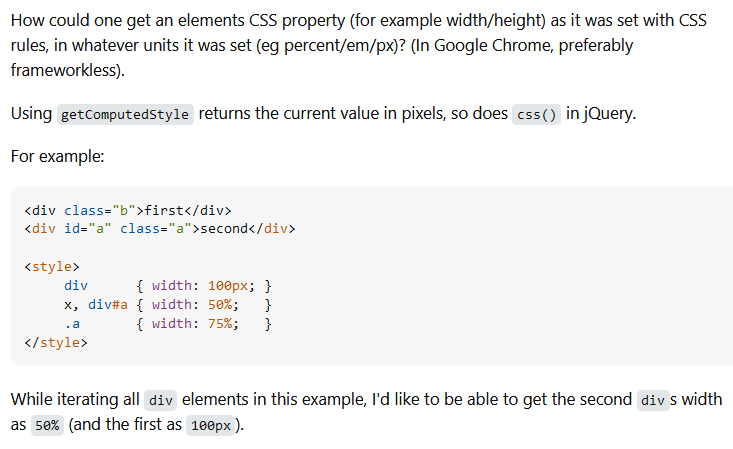 How could one get an elements CSS property (for example width/height) as it was set with CSS
rules, in whatever units it was set (eg percent/em/px)? (In Google Chrome, preferably
frameworkless).
Using getComputedStyle returns the current value in pixels, so does css() in jQuery.
For example:
<div class="b">first</div>
<div id="a" class="a">second</div>
<style>
     div       { width: 100px; }
     x, div#a { width: 50%;   }
     .a        { width: 75%;   }
</style>
While iterating all div elements in this example, I'd like to be able to get the second div s width
as 50% (and the first as 100px ).